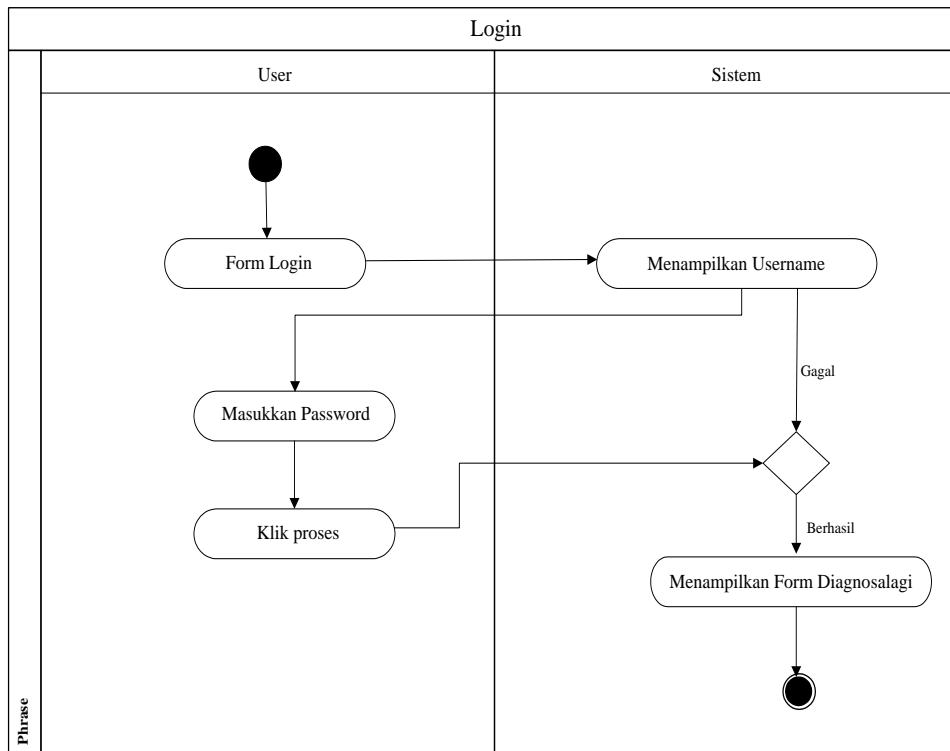 Login
User
Sistem
Form Login
Menampilkan Username
Gagal
Masukkan Password
Klik proses
Berhasil
Menampilkan Form Diagnosalagi
Phrase